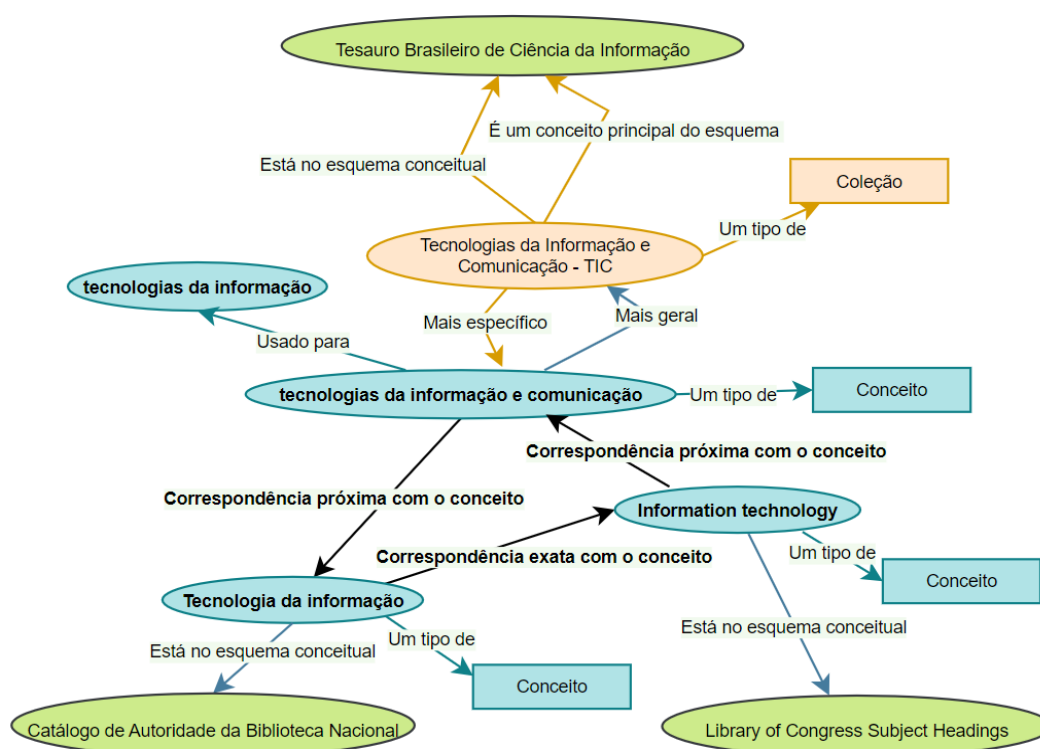 Tesauro Brasileiro de Ciência da Informação
É um conceito principal do esquema
Está no esquema conceitual
Coleção
Um tipo de
Tecnologias da Informação e
Comunicação - TIC
tecnologias da informação
Mais específico
Mais geral
Usado para
tecnologias da informação e comunicação
Um tipo de
Conceito
Correspondência próxima com o conceito
Correspondência próxima com o conceito
Information technology
Correspondência exata com o conceito
Um tipo de
Conceito
Tecnologia da informação
Está no esquema conceitual
Um tipo de
Está no esquema conceitual
Conceito
Catálogo de Autoridade da Biblioteca Nacional
Library of Congress Subject Headings